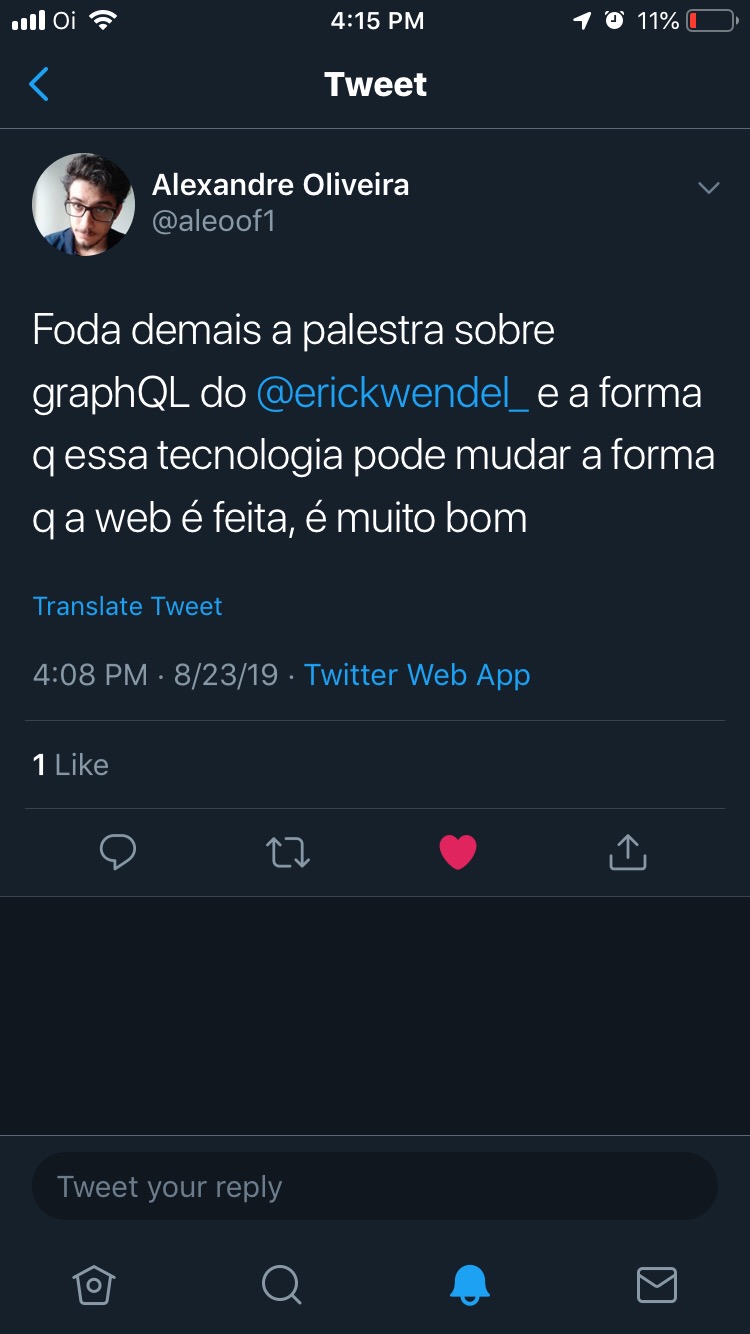 Oi 4:15 PM 11%
Tweet
Alexandre Oliveira
@aleoof1
Foda demais a palestra sobre
graphQL do @erickwendel_ e a forma
q essa tecnologia pode mudar a forma
q a web é feita, é muito bom
Translate Tweet
4:08 PM · 8/23/19 · Twitter Web App
1 Like
Tweet your reply